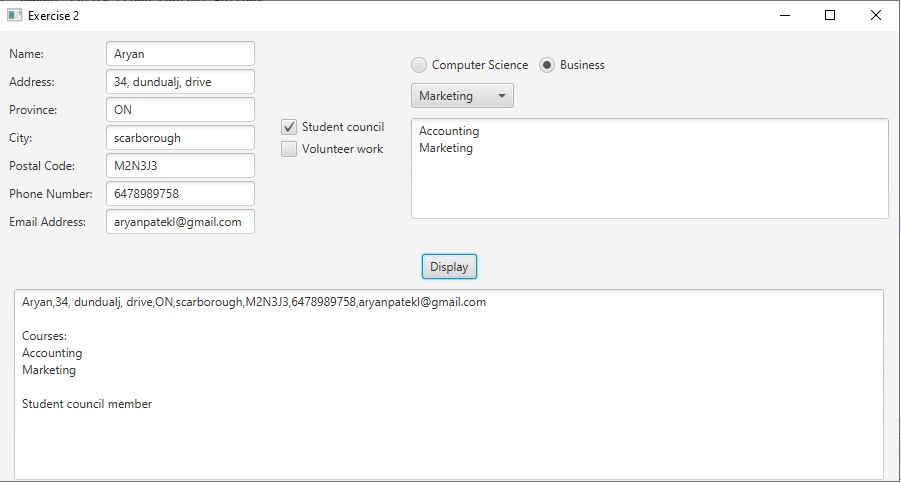 Exercise 2
Name: Aryan
Address: 34, dundualj, drive
Province: ON
City: scarborough
Postal Code: M2N3J3
Phone Number: 6478989758
Email Address: aryanpatekl@gmail.com
Student council
Volunteer work
Computer Science Business
Marketing
Accounting
Marketing
Display
Aryan,34, dundualj, drive,ON,scarborough,M2N3J3,6478989758,aryanpatekl@gmail.com
Courses:
Accounting
Marketing
Student council member